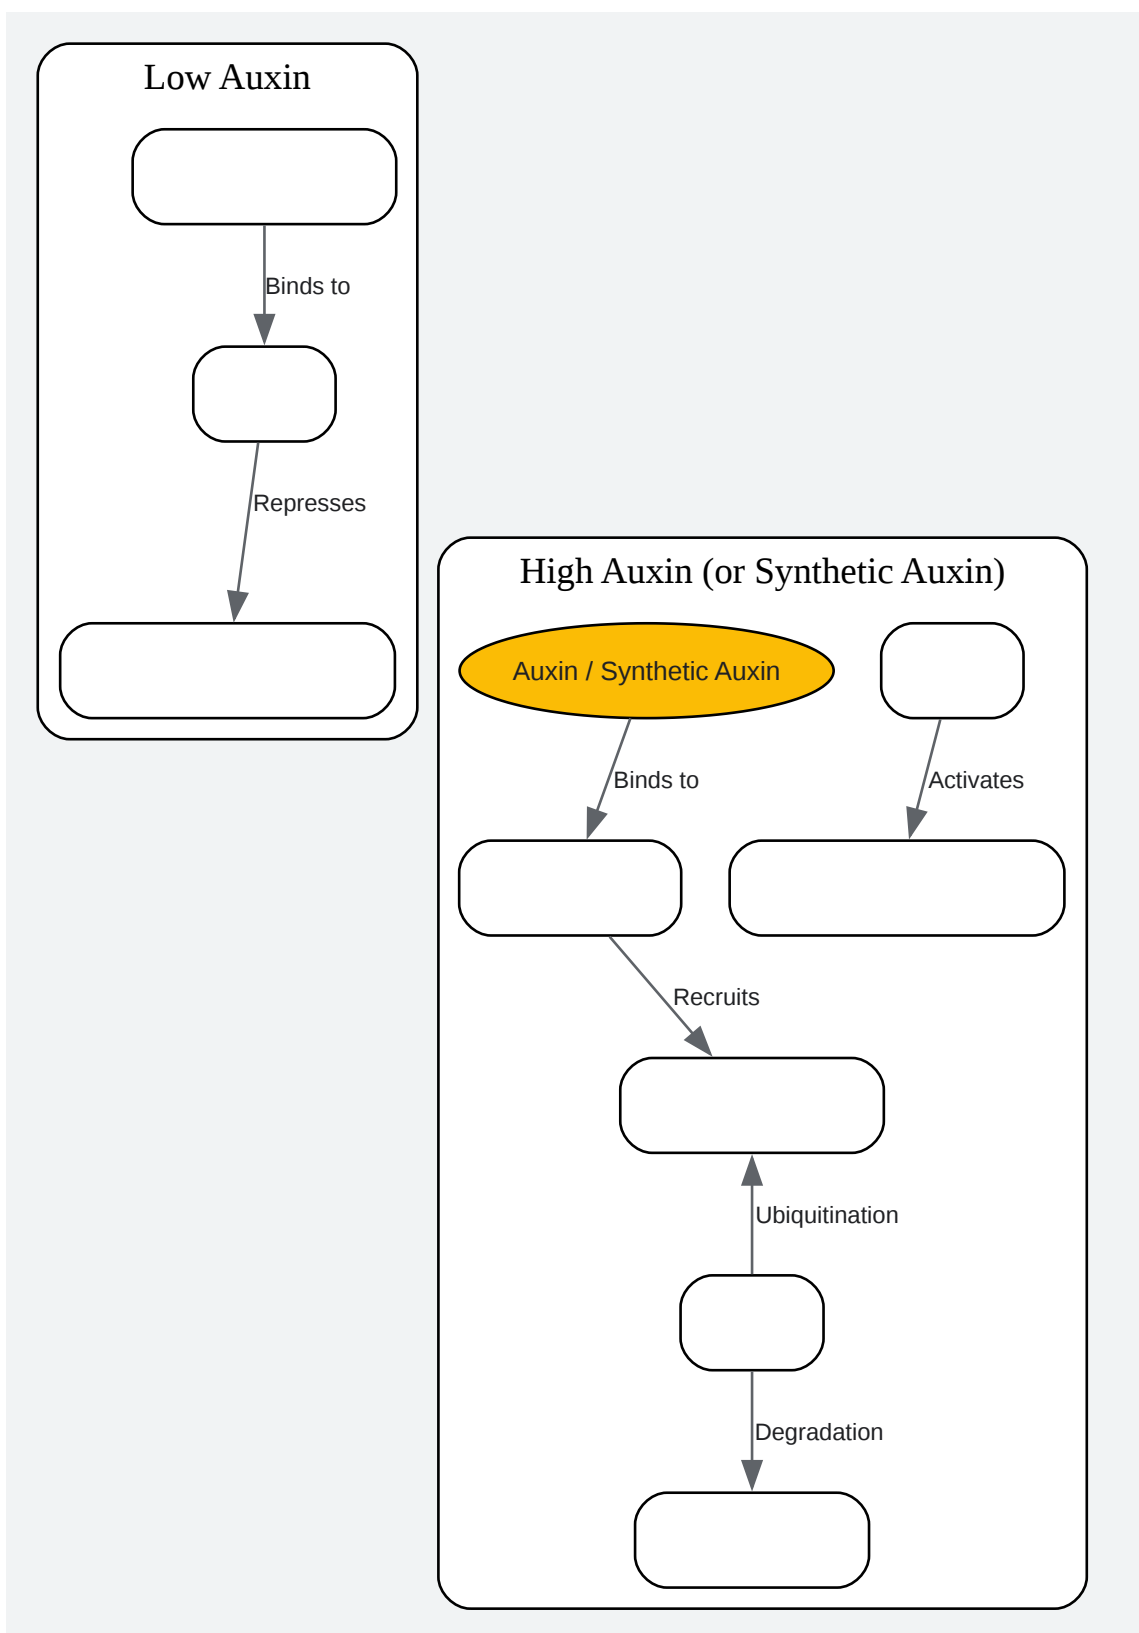 Low Auxin
Binds to
Represses
High Auxin (or Synthetic Auxin)
Auxin / Synthetic Auxin
Binds to
Activates
Recruits
Ubiquitination
Degradation